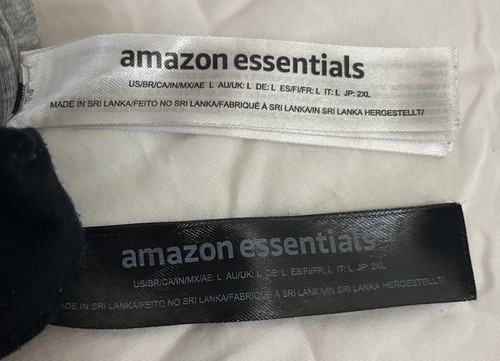 amazon essentials
US/BR/CA/IN/MX/AE L AU/UK: L DE: L ES/FI/FR: L IT: L JP: 2XL
MADE IN SRI LANKA/FEITO NO SRI LANKA/FABRIQUÉ À SRI LANKA/IN SRI LANKA HERGESTELLT/
amazon essentials
US/BR/CA/IN/MX/AE: L AU/UK: L DE: L ES/FI/FR: L IT: L JP: 2XL
ADE IN SRI LANKA/FEITO NO SRI LANKA/FABRIQUÉ À SRI LANKA/IN SRI LANKA HERGESTELLT/